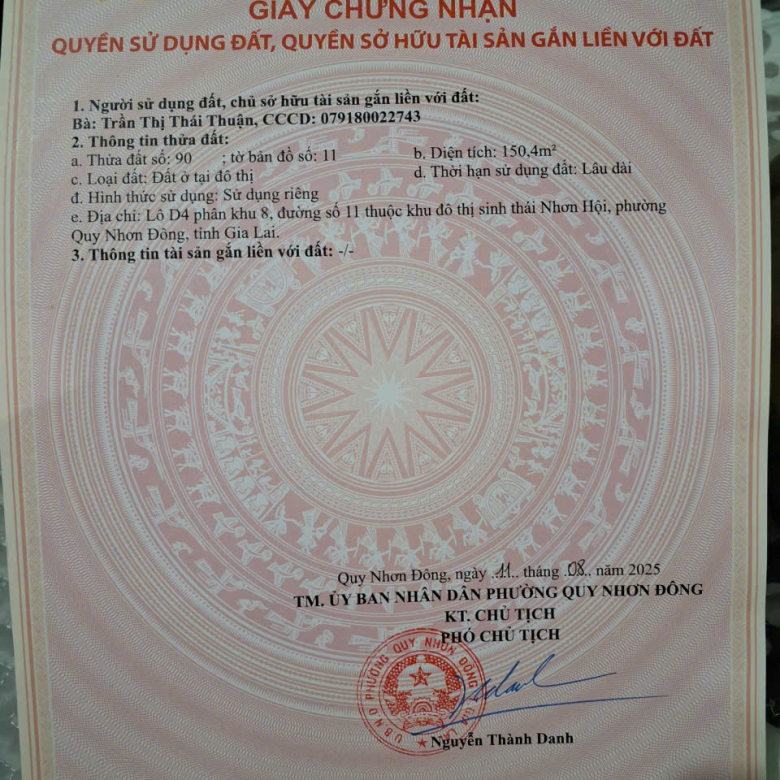 GIẤY CHỨNG NHẬN
QUYỀN SỬ DỤNG ĐẤT, QUYỀN SỞ HỮU TÀI SẢN GẮN LIỀN VỚI ĐẤT
1. Người sử dụng đất, chủ sở hữu tài sản gắn liền với đất:
Bà: Trần Thị Thái Thuận, CCCD: 079180022743
2. Thông tin thửa đất:
a. Thửa đất số: 90 ; tờ bản đồ số: 11 b. Diện tích: 150,4m²
c. Loại đất: Đất ở tại đô thị d. Thời hạn sử dụng đất: Lâu dài
đ. Hình thức sử dụng: Sử dụng riêng
e. Địa chỉ: Lô D4 phân khu 8, đường số 11 thuộc khu đô thị sinh thái Nhơn Hội, phường
Quy Nhơn Đông, tỉnh Gia Lai.
3. Thông tin tài sản gắn liền với đất: -/-
Quy Nhơn Đông, ngày .11.. tháng .08.. năm 2025
TM. ỦY BAN NHÂN DÂN PHƯỜNG QUY NHƠN ĐÔNG
KT. CHỦ TỊCH
PHÓ CHỦ TỊCH
U.B.N.D PHƯỜNG QUY NHƠN ĐÔNG
GIA LAI
Nguyễn Thành Danh